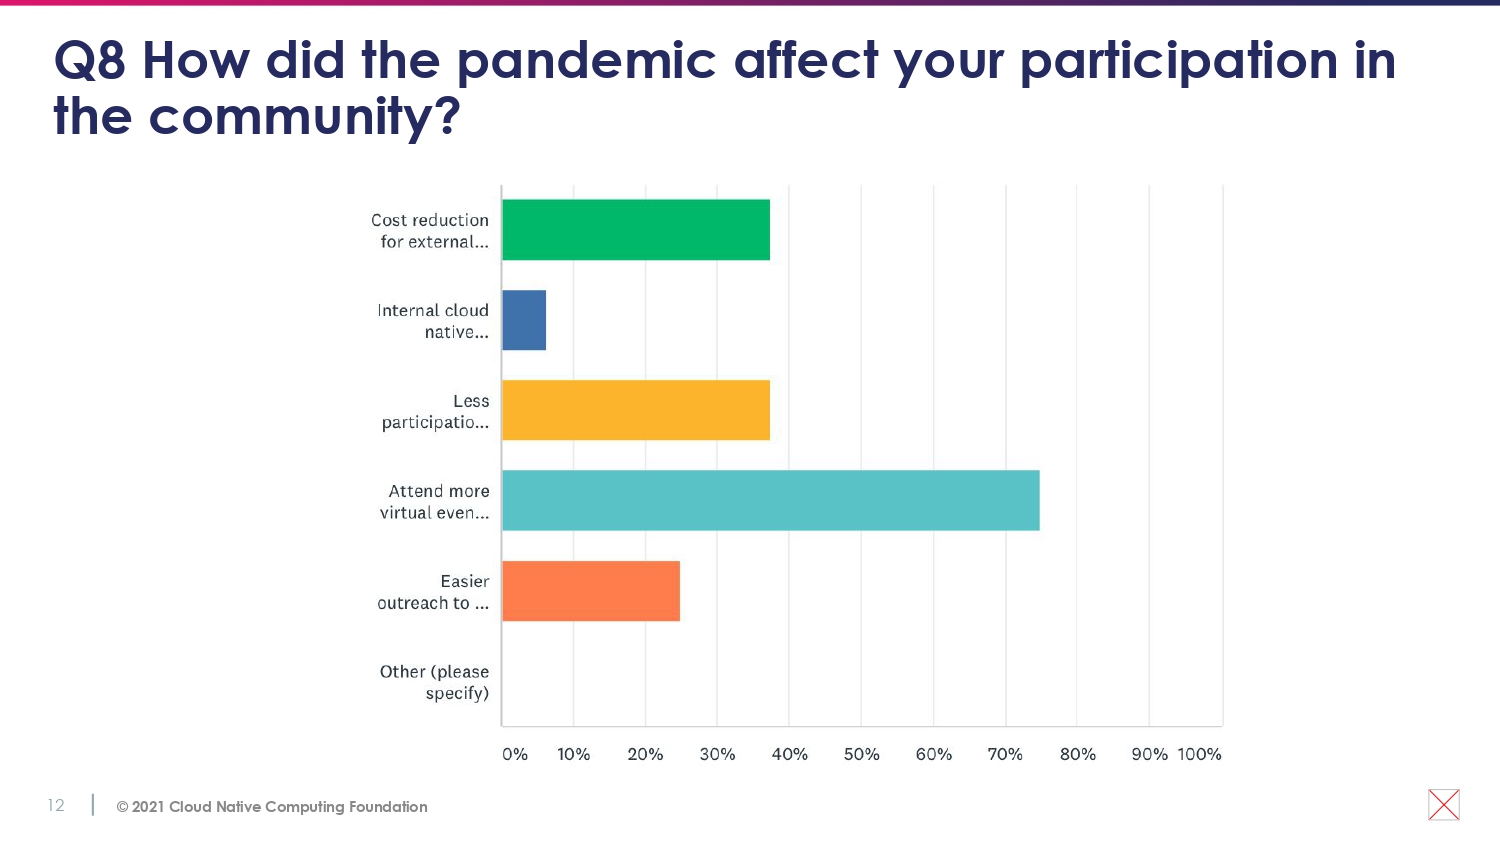 Q8 How did the pandemic affect your participation in
the community?
Cost reduction
for external...
Internal cloud
native...
Less
participatio...
Attend more
virtual even...
Easier
outreach to ...
Other (please
specify)
0% 10% 20% 30% 40% 50% 60% 70% 80% 90% 100%
12
© 2021 Cloud Native Computing Foundation